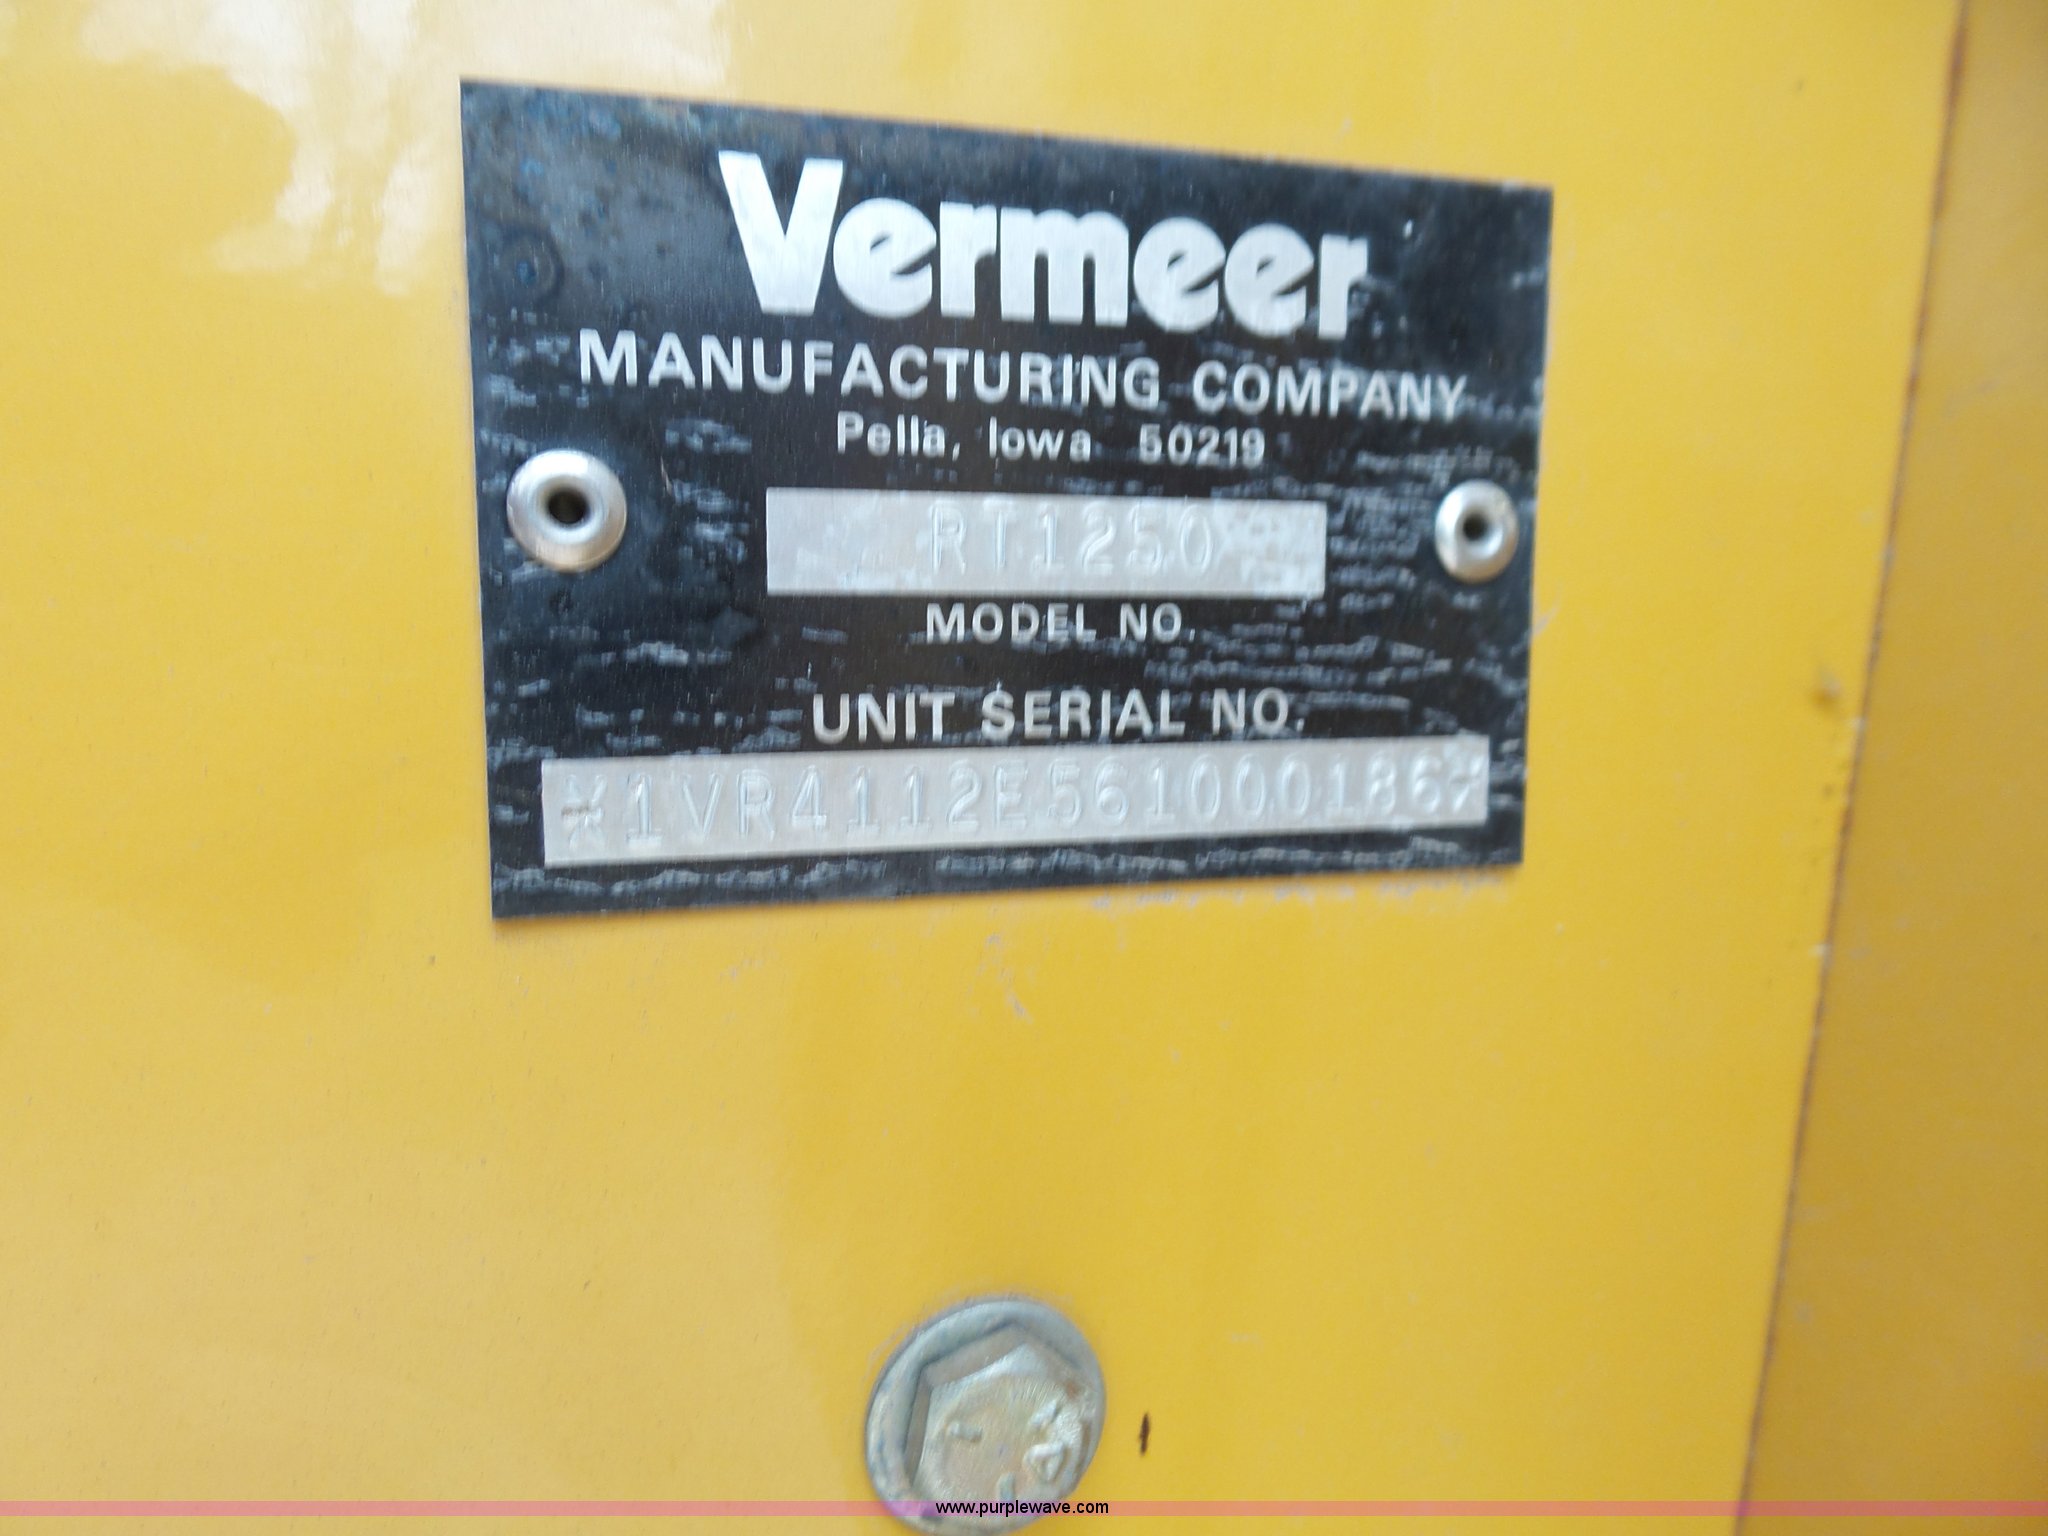 Vermeer
MANUFACTURING COMPANY
Pella, Iowa 50219
RT1250
MODEL NO.
UNIT SERIAL NO.
*1VR4112E561000186*
www.purplewave.com